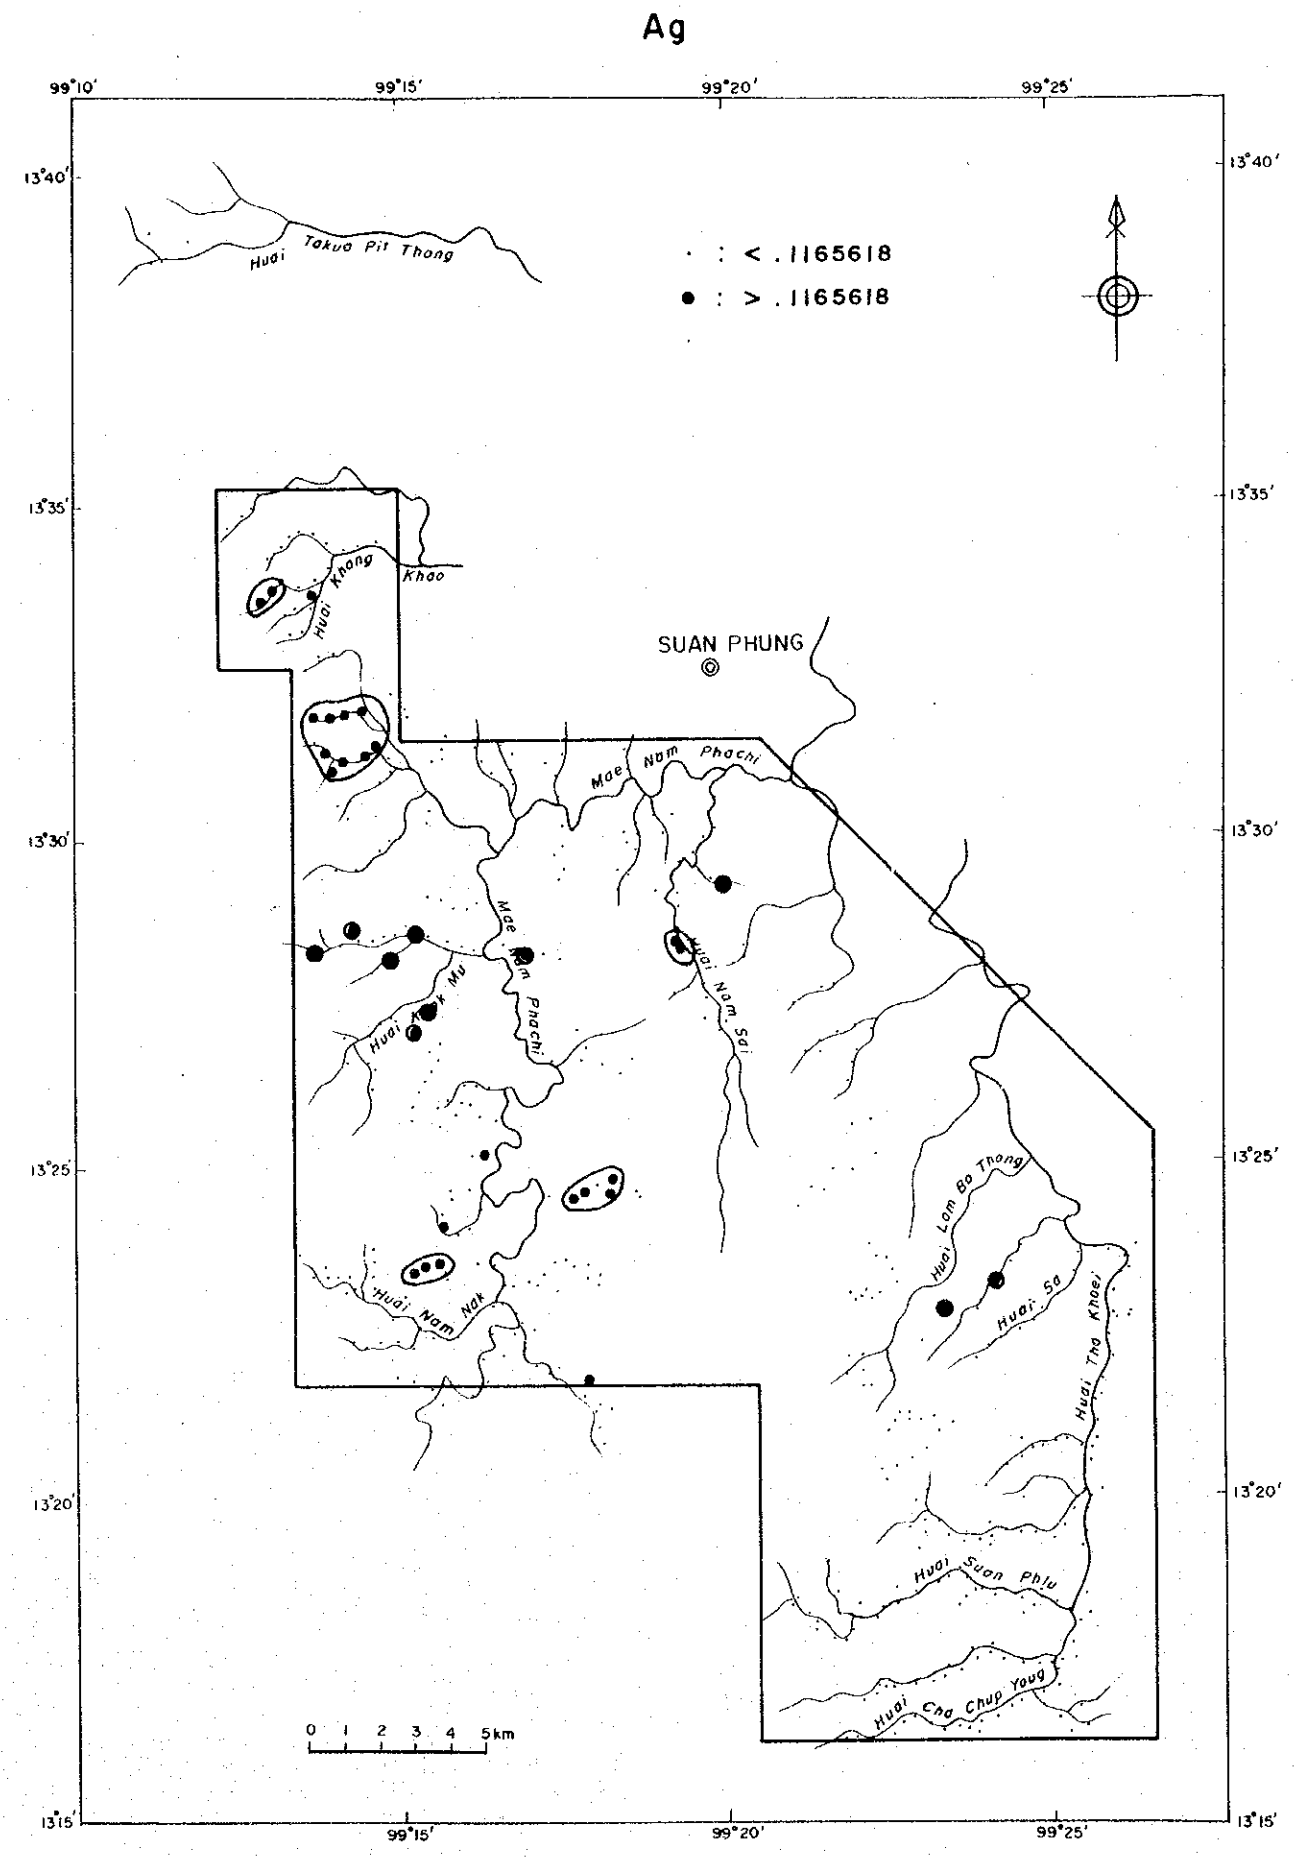 Ag
99°10′ 99°15′ 99°20′ 99°25′
13°40′ 13°40′
Huai Takua Pit Thong
· : < .1165618
● : > .1165618
13°35′ 13°35′
Huai Khang Khao
SUAN PHUNG
Mae Nam Phachi
13°30′ 13°30′
Mae Nam Phachi
Huai Nam Sai
Huai Mu
13°25′ 13°25′
Huai Lam Bo Thong
Huai Sa
Huai Tha Khoei
Huai Nam Nak
13°20′ 13°20′
Huai Suan Phlu
Huai Cha Chup Young
0 1 2 3 4 5km
13°15′ 13°15′
99°15′ 99°20′ 99°25′